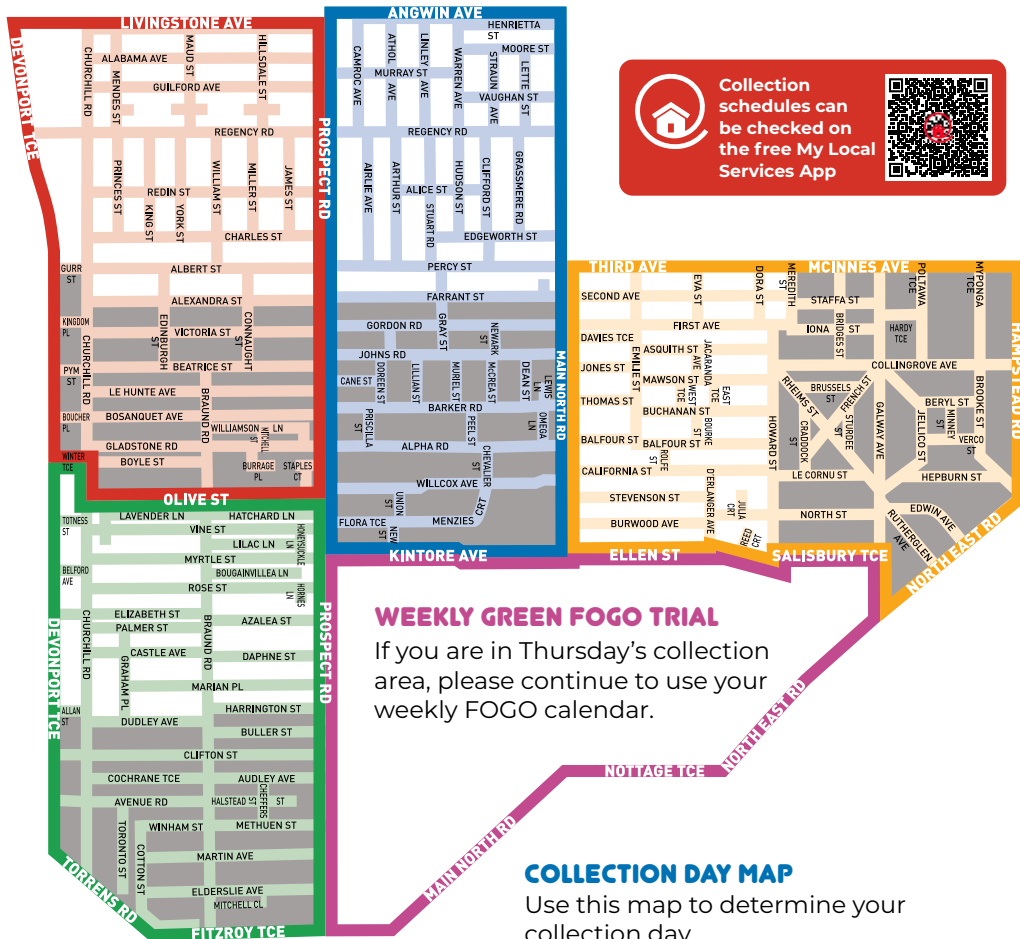 LIVINGSTONE AVE
DEVONPORT TCE
CHURCHILL RD
ALABAMA AVE
MENDES ST
MAUD ST
HILLSDALE ST
GUILFORD AVE
REGENCY RD
PRINCES ST
KING ST
YORK ST
WILLIAM ST
MILLER ST
JAMES ST
REDIN ST
CHARLES ST
GURR ST
ALBERT ST
ALEXANDRA ST
KINGDOM PL
EDINBURGH ST
VICTORIA ST
CONNAUGHT ST
CHURCHILL RD
BEATRICE ST
PYM ST
LE HUNTE AVE
BRAUND RD
BOUCHER PL
BOSANQUET AVE
WILLIAMSON LN
MITCHELL ST
GLADSTONE RD
WINTER TCE
BOYLE ST
BURRAGE PL
STAPLES CT
OLIVE ST
PROSPECT RD
ANGWIN AVE
HENRIETTA ST
CAMROC AVE
ATHOL AVE
LINLEY AVE
WARREN AVE
MOORE ST
STRAUN AVE
LETTE ST
MURRAY ST
VAUGHAN ST
REGENCY RD
AIRLIE AVE
ARTHUR ST
ALICE ST
STUART RD
HUDSON ST
CLIFFORD ST
GRASSMERE RD
EDGEWORTH ST
PERCY ST
FARRANT ST
GORDON RD
GRAY ST
NEWARK ST
JOHNS RD
CANE ST
DOREEN ST
LILLIAN ST
MURIEL ST
McCREA ST
DEAN ST
LEWIS LN
BARKER RD
PRISCILLA ST
PEEL ST
OMEGA LN
ALPHA RD
CHEVALIER
WILLCOX AVE
UNION ST
CRT
FLORA TCE
NEW ST
MENZIES
KINTORE AVE
MAIN NORTH RD
Collection
schedules can
be checked on
the free My Local
Services App
THIRD AVE
MCINNES AVE
SECOND AVE
EVA ST
DORA ST
MEREDITH ST
POLTAWA TCE
MYPONGA TCE
STAFFA ST
BRIDGES ST
FIRST AVE
IONA ST
HARDY TCE
DAVIES TCE
EMILIE ST
ASQUITH ST
JACARANDA AVE
COLLINGROVE AVE
JONES ST
MAWSON ST
WEST TCE
EAST TCE
RHEIMS ST
BRUSSELS ST
FRENCH ST
THOMAS ST
BUCHANAN ST
BOURKE ST
HOWARD ST
CRADDOCK ST
STURDEE ST
GALWAY AVE
BERYL ST
BROOKE ST
JELLICO ST
MINNEY ST
VERCO ST
BALFOUR ST
BALFOUR ST
ROLFE ST
CALIFORNIA ST
LE CORNU ST
HEPBURN ST
STEVENSON ST
D'ERLANGER AVE
JULIA CRT
NORTH ST
RUTHERGLEN AVE
EDWIN AVE
BURWOOD AVE
REED CRT
ELLEN ST
SALISBURY TCE
HAMPSTEAD RD
NORTH EAST RD
TOTNESS ST
LAVENDER LN
HATCHARD LN
VINE ST
HONEYSUCKLE LN
LILAC LN
MYRTLE ST
BELFORD AVE
BOUGAINVILLEA LN
ROSE ST
HORNES LN
CHURCHILL RD
ELIZABETH ST
BRAUND RD
AZALEA ST
PALMER ST
GRAHAM PL
CASTLE AVE
DAPHNE ST
MARIAN PL
ALLAN ST
HARRINGTON ST
DUDLEY AVE
BULLER ST
CLIFTON ST
COCHRANE TCE
AUDLEY AVE
AVENUE RD
HALSTEAD ST
CHEFFERS
ST
TORONTO ST
COTTON ST
WINHAM ST
METHUEN ST
MARTIN AVE
ELDERSLIE AVE
MITCHELL CL
DEVONPORT TCE
TORRENS RD
FITZROY TCE
PROSPECT RD
WEEKLY GREEN FOGO TRIAL
If you are in Thursday's collection
area, please continue to use your
weekly FOGO calendar.
NORTH EAST RD
NOTTAGE TCE
MAIN NORTH RD
COLLECTION DAY MAP
Use this map to determine your
collection day